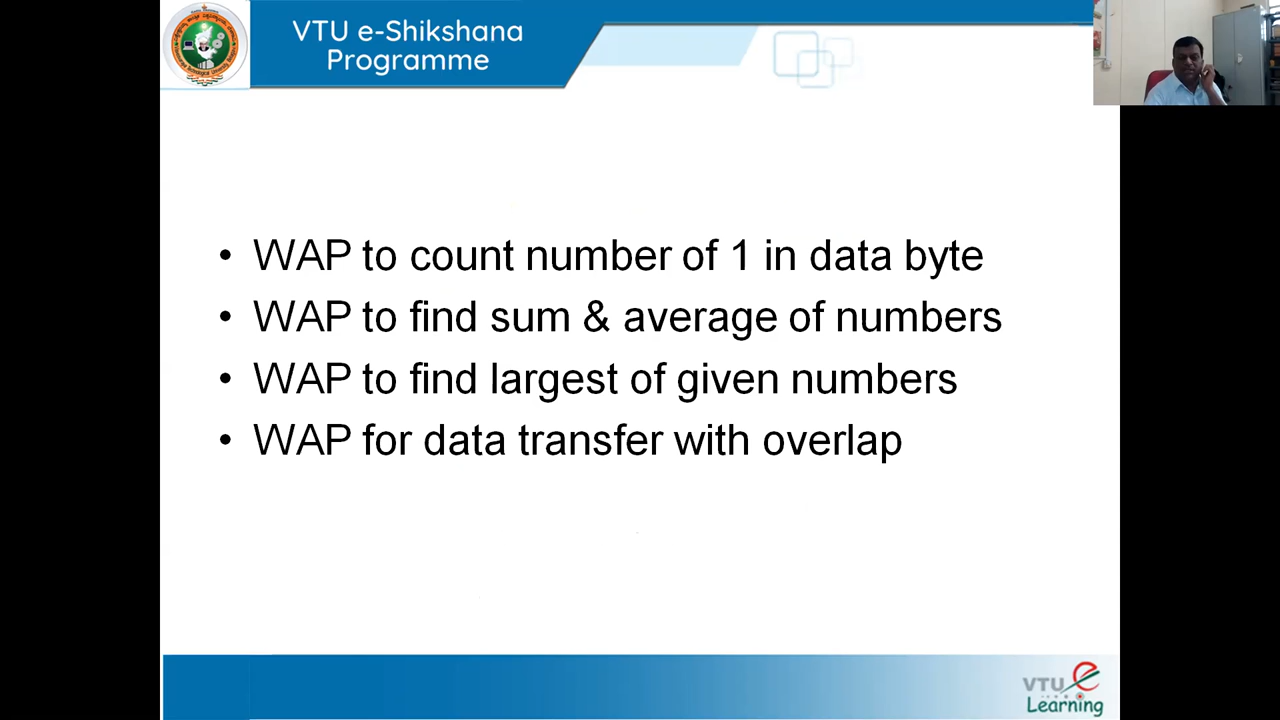 VTU e-Shikshana
Programme
• WAP to count number of 1 in data byte
• WAP to find sum & average of numbers
• WAP to find largest of given numbers
• WAP for data transfer with overlap
VTU e
Learning